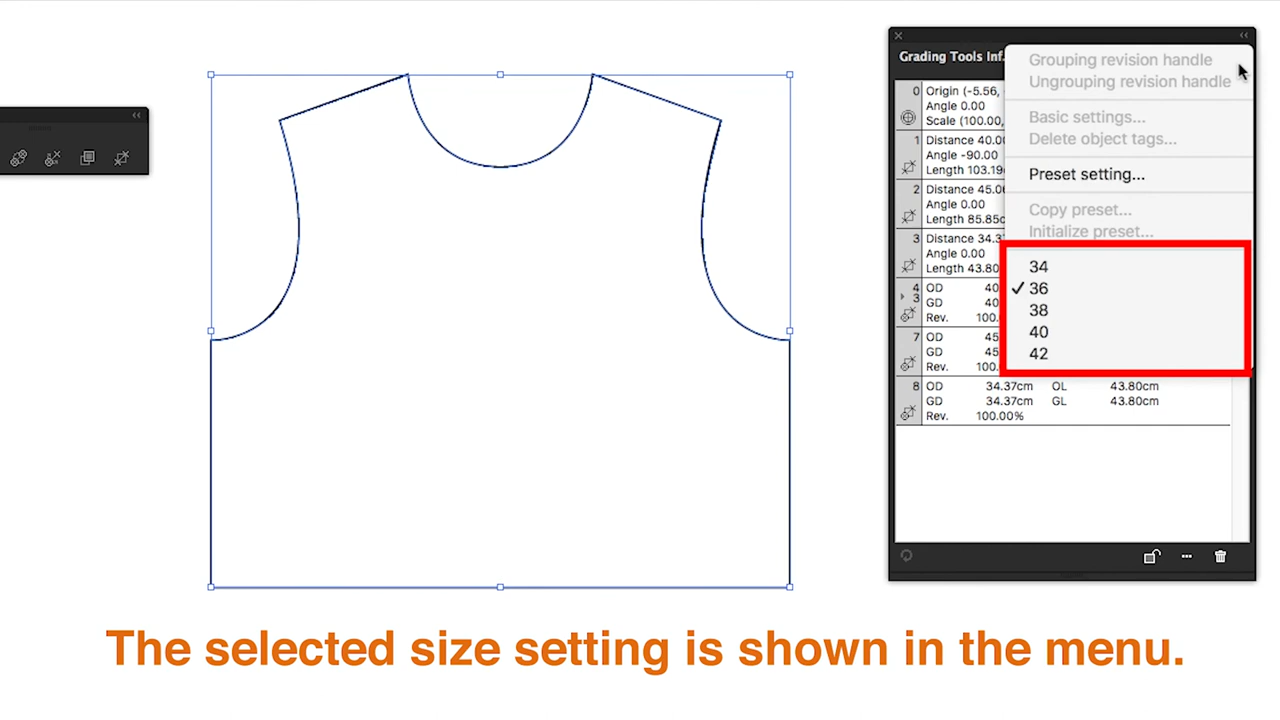 Grading Tools Inf
Grouping revision handle
Ungrouping revision handle
Basic settings...
Delete object tags...
Preset setting...
Copy preset...
Initialize preset...
34
✓ 36
38
40
42
0 Origin (-5.56,
Angle 0.00
Scale (100.00,
1 Distance 40.0
Angle -90.00
Length 103.19
2 Distance 45.0
Angle 0.00
Length 85.85
3 Distance 34.3
Angle 0.00
Length 43.80
4 OD 40
3 GD 40
Rev. 100.
7 OD 45
GD 45
Rev. 100.
8 OD 34.37cm OL 43.80cm
GD 34.37cm GL 43.80cm
Rev. 100.00%
The selected size setting is shown in the menu.